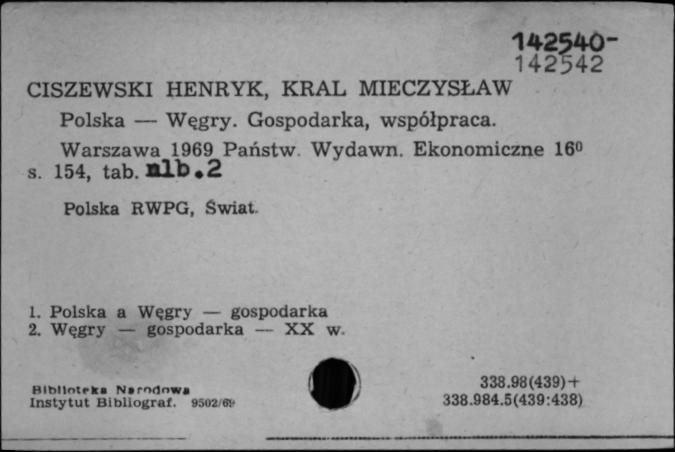 142540-
142542
CISZEWSKI HENRYK, KRAL MIECZYSŁAW
Polska — Węgry. Gospodarka, współpraca.
Warszawa 1969 Państw. Wydawn. Ekonomiczne 16⁰
s. 154, tab. nlb.2
Polska RWPG, Świat.
1. Polska a Węgry — gospodarka
2. Węgry — gospodarka — XX w.
Biblioteka Narodowa
Instytut Bibliograf. 9502/69
338.98(439)+
338.984.5(439:438)